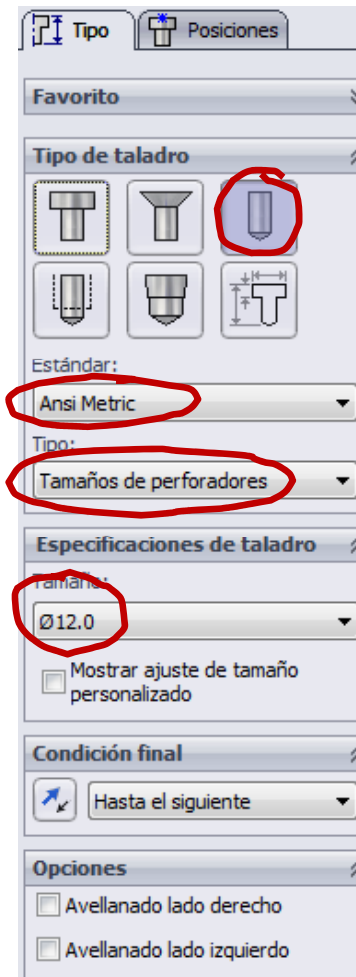 Tipo
Posiciones
Favorito
Tipo de taladro
Estándar:
Ansi Metric
Tipo:
Tamaños de perforadores
Especificaciones de taladro
Tamaño:
Ø12.0
Mostrar ajuste de tamaño
personalizado
Condición final
Hasta el siguiente
Opciones
Avellanado lado derecho
Avellanado lado izquierdo